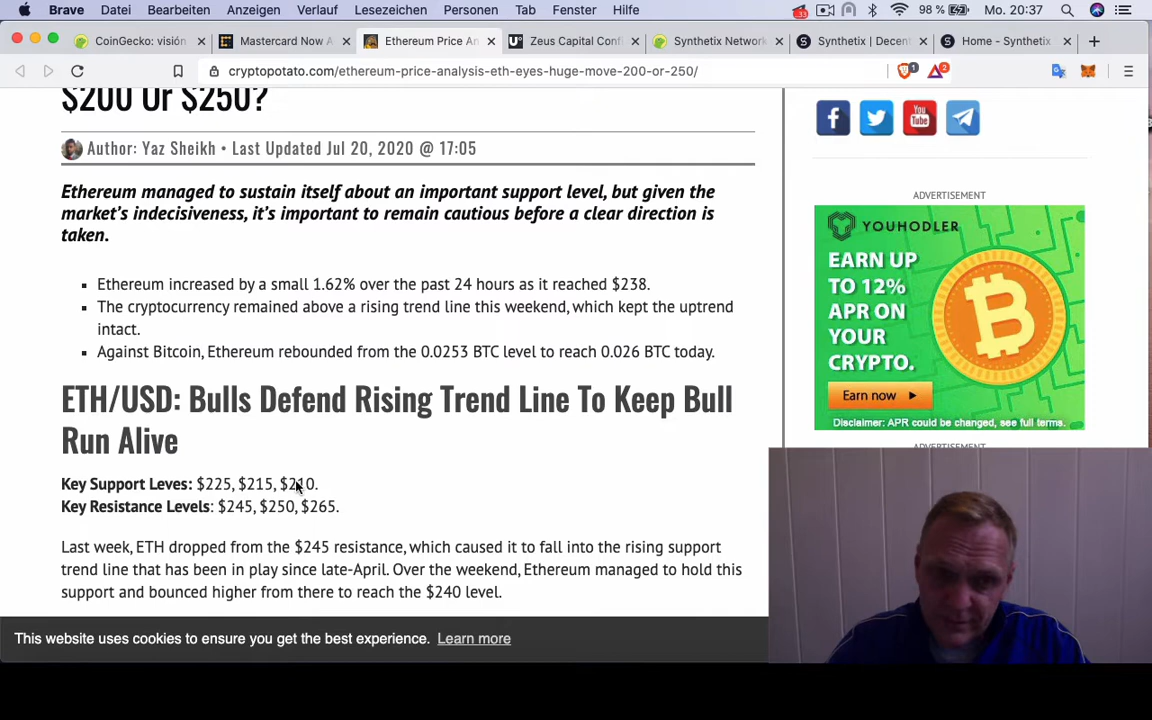 Brave Datei Bearbeiten Anzeigen Verlauf Lesezeichen Personen Tab Fenster Hilfe 98 % Mo. 20:37
CoinGecko: visión Mastercard Now A Ethereum Price An Zeus Capital Conf Synthetix Network Synthetix | Decent Home - Synthetix
cryptopotato.com/ethereum-price-analysis-eth-eyes-huge-move-200-or-250/
$200 Or $250?
Author: Yaz Sheikh • Last Updated Jul 20, 2020 @ 17:05
Ethereum managed to sustain itself about an important support level, but given the
market's indecisiveness, it's important to remain cautious before a clear direction is
taken.
Ethereum increased by a small 1.62% over the past 24 hours as it reached $238.
The cryptocurrency remained above a rising trend line this weekend, which kept the uptrend
intact.
Against Bitcoin, Ethereum rebounded from the 0.0253 BTC level to reach 0.026 BTC today.
ETH/USD: Bulls Defend Rising Trend Line To Keep Bull
Run Alive
Key Support Leves: $225, $215, $210.
Key Resistance Levels: $245, $250, $265.
Last week, ETH dropped from the $245 resistance, which caused it to fall into the rising support
trend line that has been in play since late-April. Over the weekend, Ethereum managed to hold this
support and bounced higher from there to reach the $240 level.
This website uses cookies to ensure you get the best experience. Learn more
You
Tube
ADVERTISEMENT
YOUHODLER
EARN UP
TO 12%
APR ON
YOUR
CRYPTO.
Earn now
Disclaimer: APR could be changed, see full terms.
ADVERTISEMENT